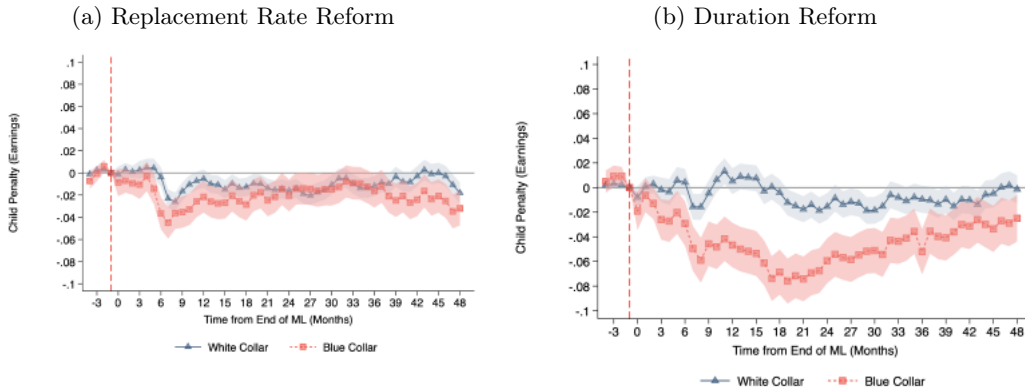 (a) Replacement Rate Reform
(b) Duration Reform
Child Penalty (Earnings)
.1
.08
.06
.04
.02
0
-.02
-.04
-.06
-.08
-.1
-3 0 3 6 9 12 15 18 21 24 27 30 33 36 39 42 45 48
Time from End of ML (Months)
White Collar Blue Collar
Child Penalty (Earnings)
.1
.08
.06
.04
.02
0
-.02
-.04
-.06
-.08
-.1
-3 0 3 6 9 12 15 18 21 24 27 30 33 36 39 42 45 48
Time from End of ML (Months)
White Collar Blue Collar